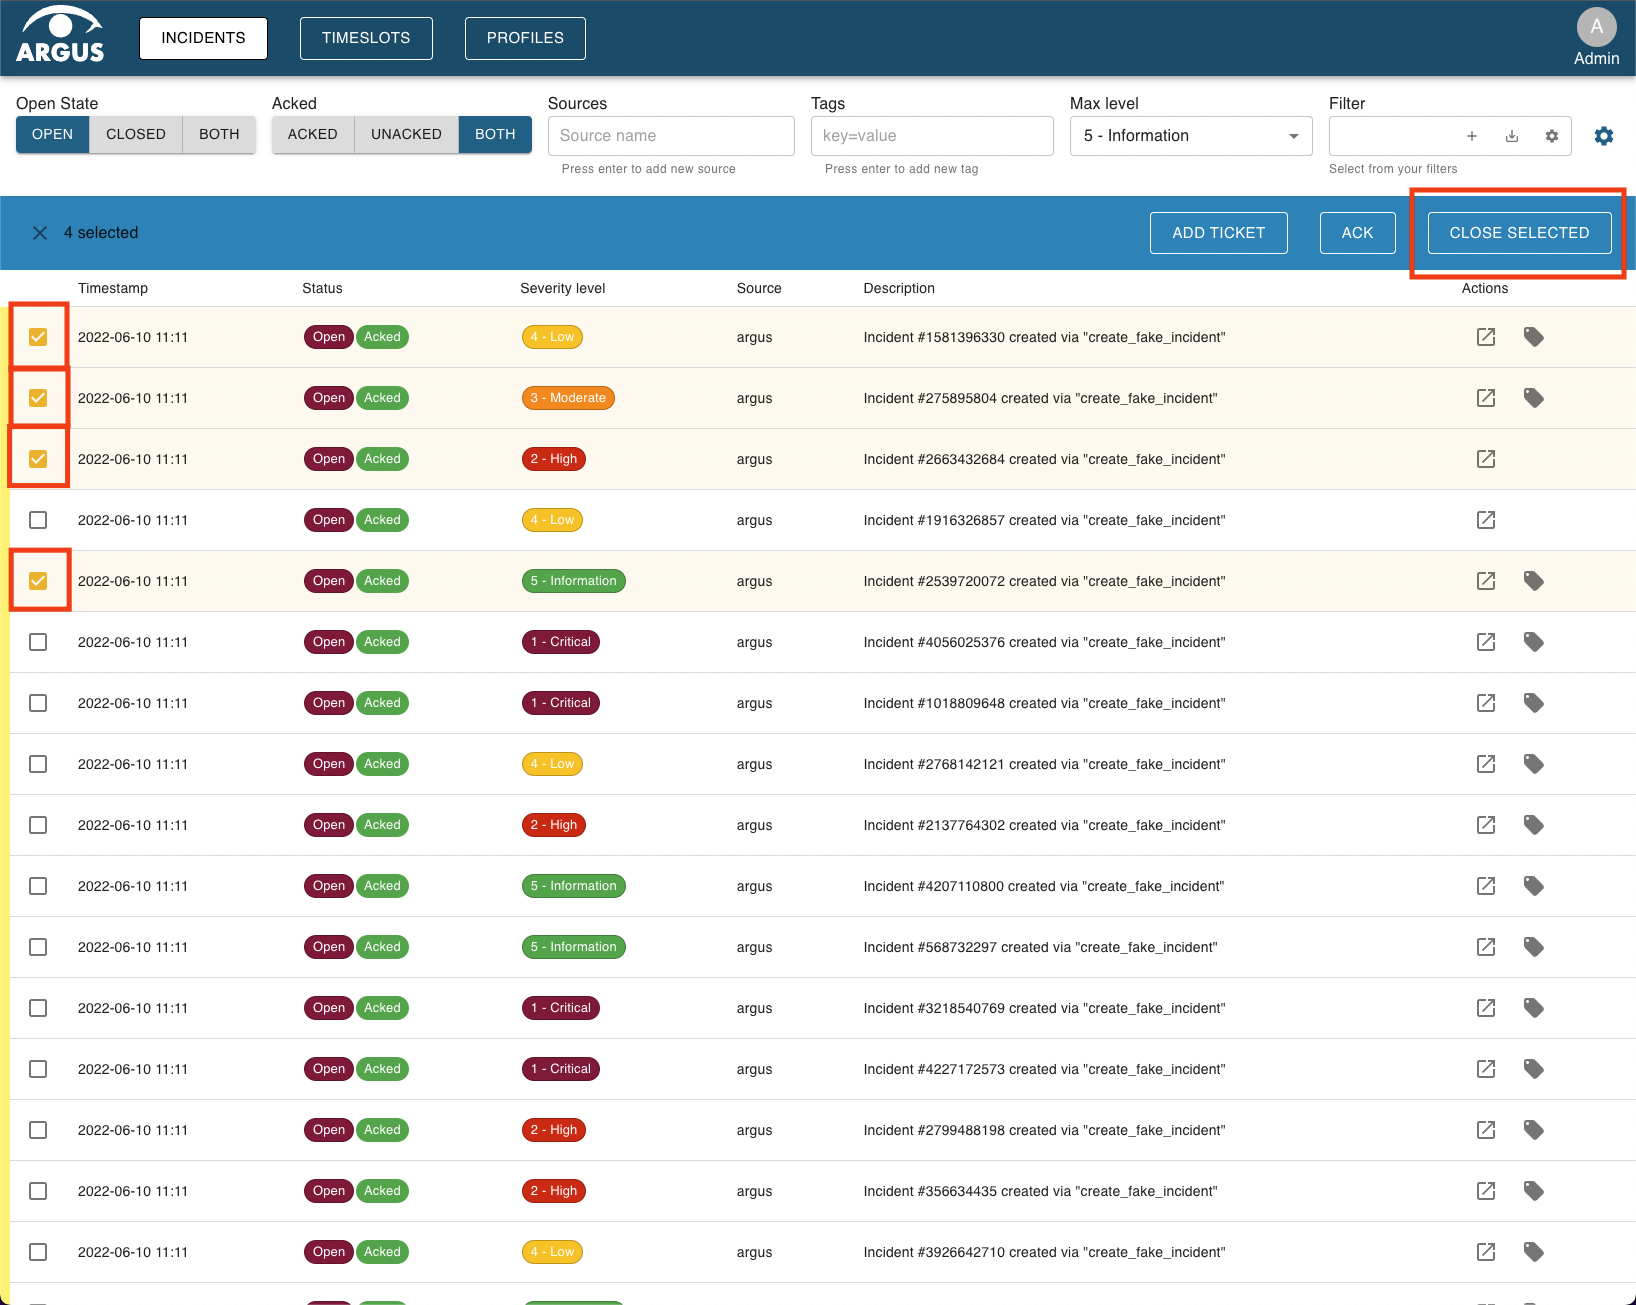 ARGUS
INCIDENTS TIMESLOTS PROFILES
A
Admin
Open State Acked Sources Tags Max level Filter
OPEN CLOSED BOTH ACKED UNACKED BOTH Source name key=value 5 - Information
Press enter to add new source Press enter to add new tag Select from your filters
4 selected ADD TICKET ACK CLOSE SELECTED
Timestamp Status Severity level Source Description Actions
2022-06-10 11:11 Open Acked 4 - Low argus Incident #1581396330 created via "create_fake_incident"
2022-06-10 11:11 Open Acked 3 - Moderate argus Incident #275895804 created via "create_fake_incident"
2022-06-10 11:11 Open Acked 2 - High argus Incident #2663432684 created via "create_fake_incident"
2022-06-10 11:11 Open Acked 4 - Low argus Incident #1916326857 created via "create_fake_incident"
2022-06-10 11:11 Open Acked 5 - Information argus Incident #2539720072 created via "create_fake_incident"
2022-06-10 11:11 Open Acked 1 - Critical argus Incident #4056025376 created via "create_fake_incident"
2022-06-10 11:11 Open Acked 1 - Critical argus Incident #1018809648 created via "create_fake_incident"
2022-06-10 11:11 Open Acked 4 - Low argus Incident #2768142121 created via "create_fake_incident"
2022-06-10 11:11 Open Acked 2 - High argus Incident #2137764302 created via "create_fake_incident"
2022-06-10 11:11 Open Acked 5 - Information argus Incident #4207110800 created via "create_fake_incident"
2022-06-10 11:11 Open Acked 5 - Information argus Incident #568732297 created via "create_fake_incident"
2022-06-10 11:11 Open Acked 1 - Critical argus Incident #3218540769 created via "create_fake_incident"
2022-06-10 11:11 Open Acked 1 - Critical argus Incident #4227172573 created via "create_fake_incident"
2022-06-10 11:11 Open Acked 2 - High argus Incident #2799488198 created via "create_fake_incident"
2022-06-10 11:11 Open Acked 2 - High argus Incident #356634435 created via "create_fake_incident"
2022-06-10 11:11 Open Acked 4 - Low argus Incident #3926642710 created via "create_fake_incident"